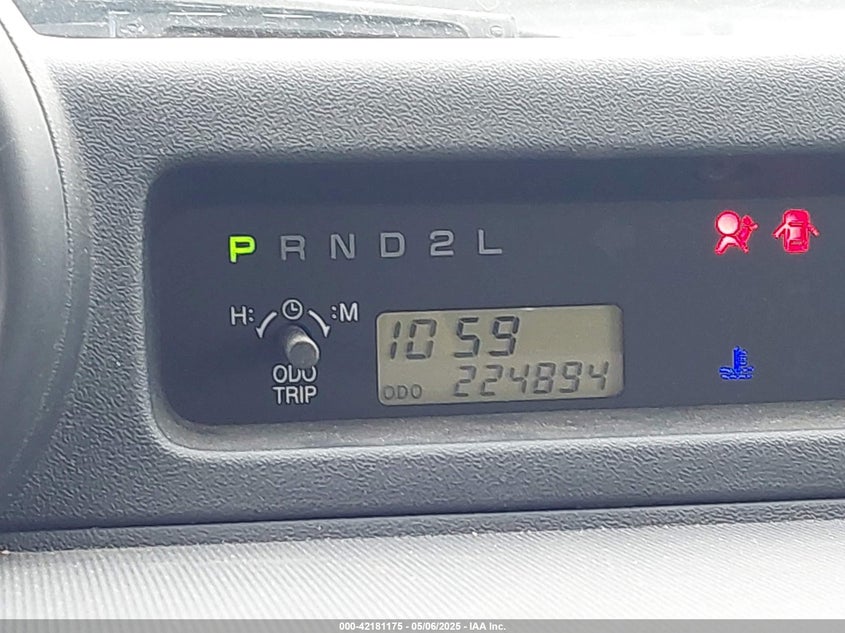 P R N D 2 L
H: :M
10 59
ODO
TRIP
ODO 224894
000-42181175 - 05/06/2025 - IAA Inc.